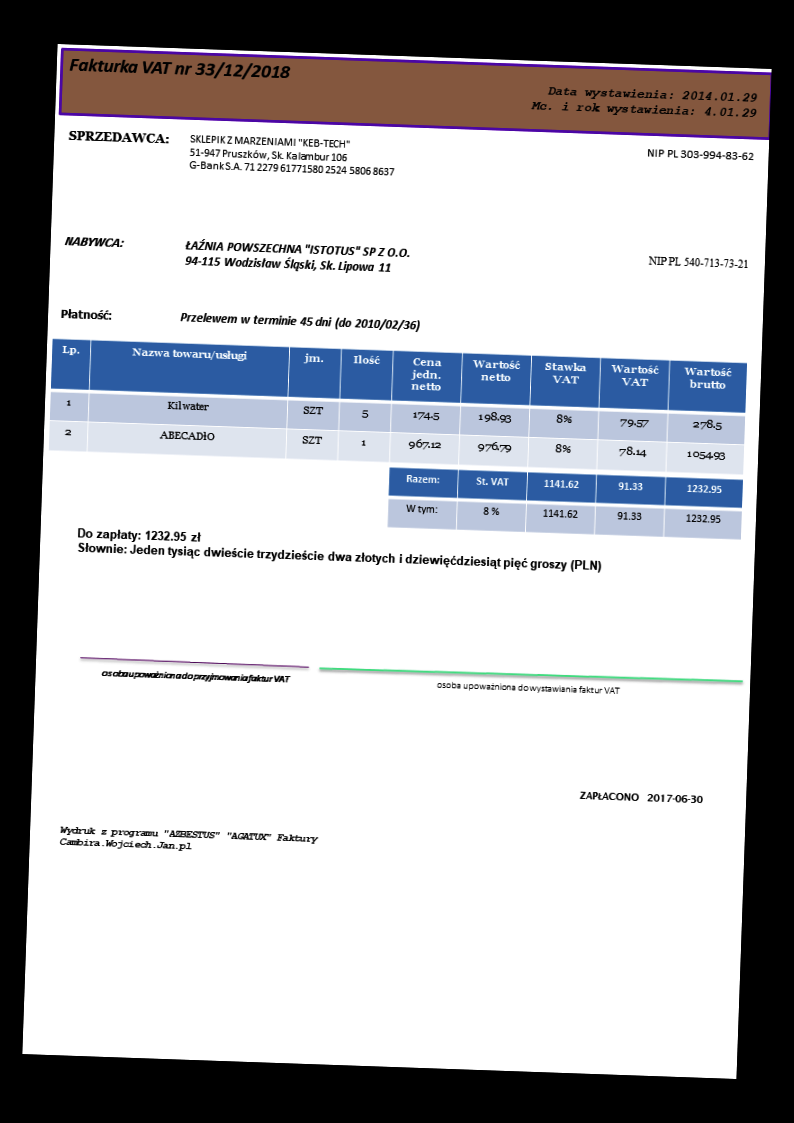 Fakturka VAT nr 33/12/2018
Data wystawienia: 2014.01.29
Mc. i rok wystawienia: 4.01.29
SPRZEDAWCA: SKLEPIK Z MARZENIAMI "KEB-TECH" NIP PL 303-994-83-62
51-947 Pruszków, Sk. Kalambur 106
G-Bank S.A. 71 2279 61771580 2524 5806 8637
NABYWCA: ŁAŹNIA POWSZECHNA "ISTOTUS" SP Z O.O. NIP PL 540-713-73-21
94-115 Wodzisław Śląski, Sk. Lipowa 11
Płatność: Przelewem w terminie 45 dni (do 2010/02/36)
Lp. Nazwa towaru/usługi jm. Ilość Cena jedn. netto Wartość netto Stawka VAT Wartość VAT Wartość brutto
1 Kilwater SZT 5 174.5 198.93 8% 79.57 278.5
2 ABECADłO SZT 1 967.12 976.79 8% 78.14 1054.93
Razem: St. VAT 1141.62 91.33 1232.95
W tym: 8 % 1141.62 91.33 1232.95
Do zapłaty: 1232.95 zł
Słownie: Jeden tysiąc dwieście trzydzieście dwa złotych i dziewięćdziesiąt pięć groszy (PLN)
osoba upoważniona do przyjmowania faktur VAT
osoba upoważniona do wystawiania faktur VAT
ZAPŁACONO 2017-06-30
Wydruk z programu "AZBESTUS" "AGATUX" Faktury
Cambira.Wojciech.Jan.pl